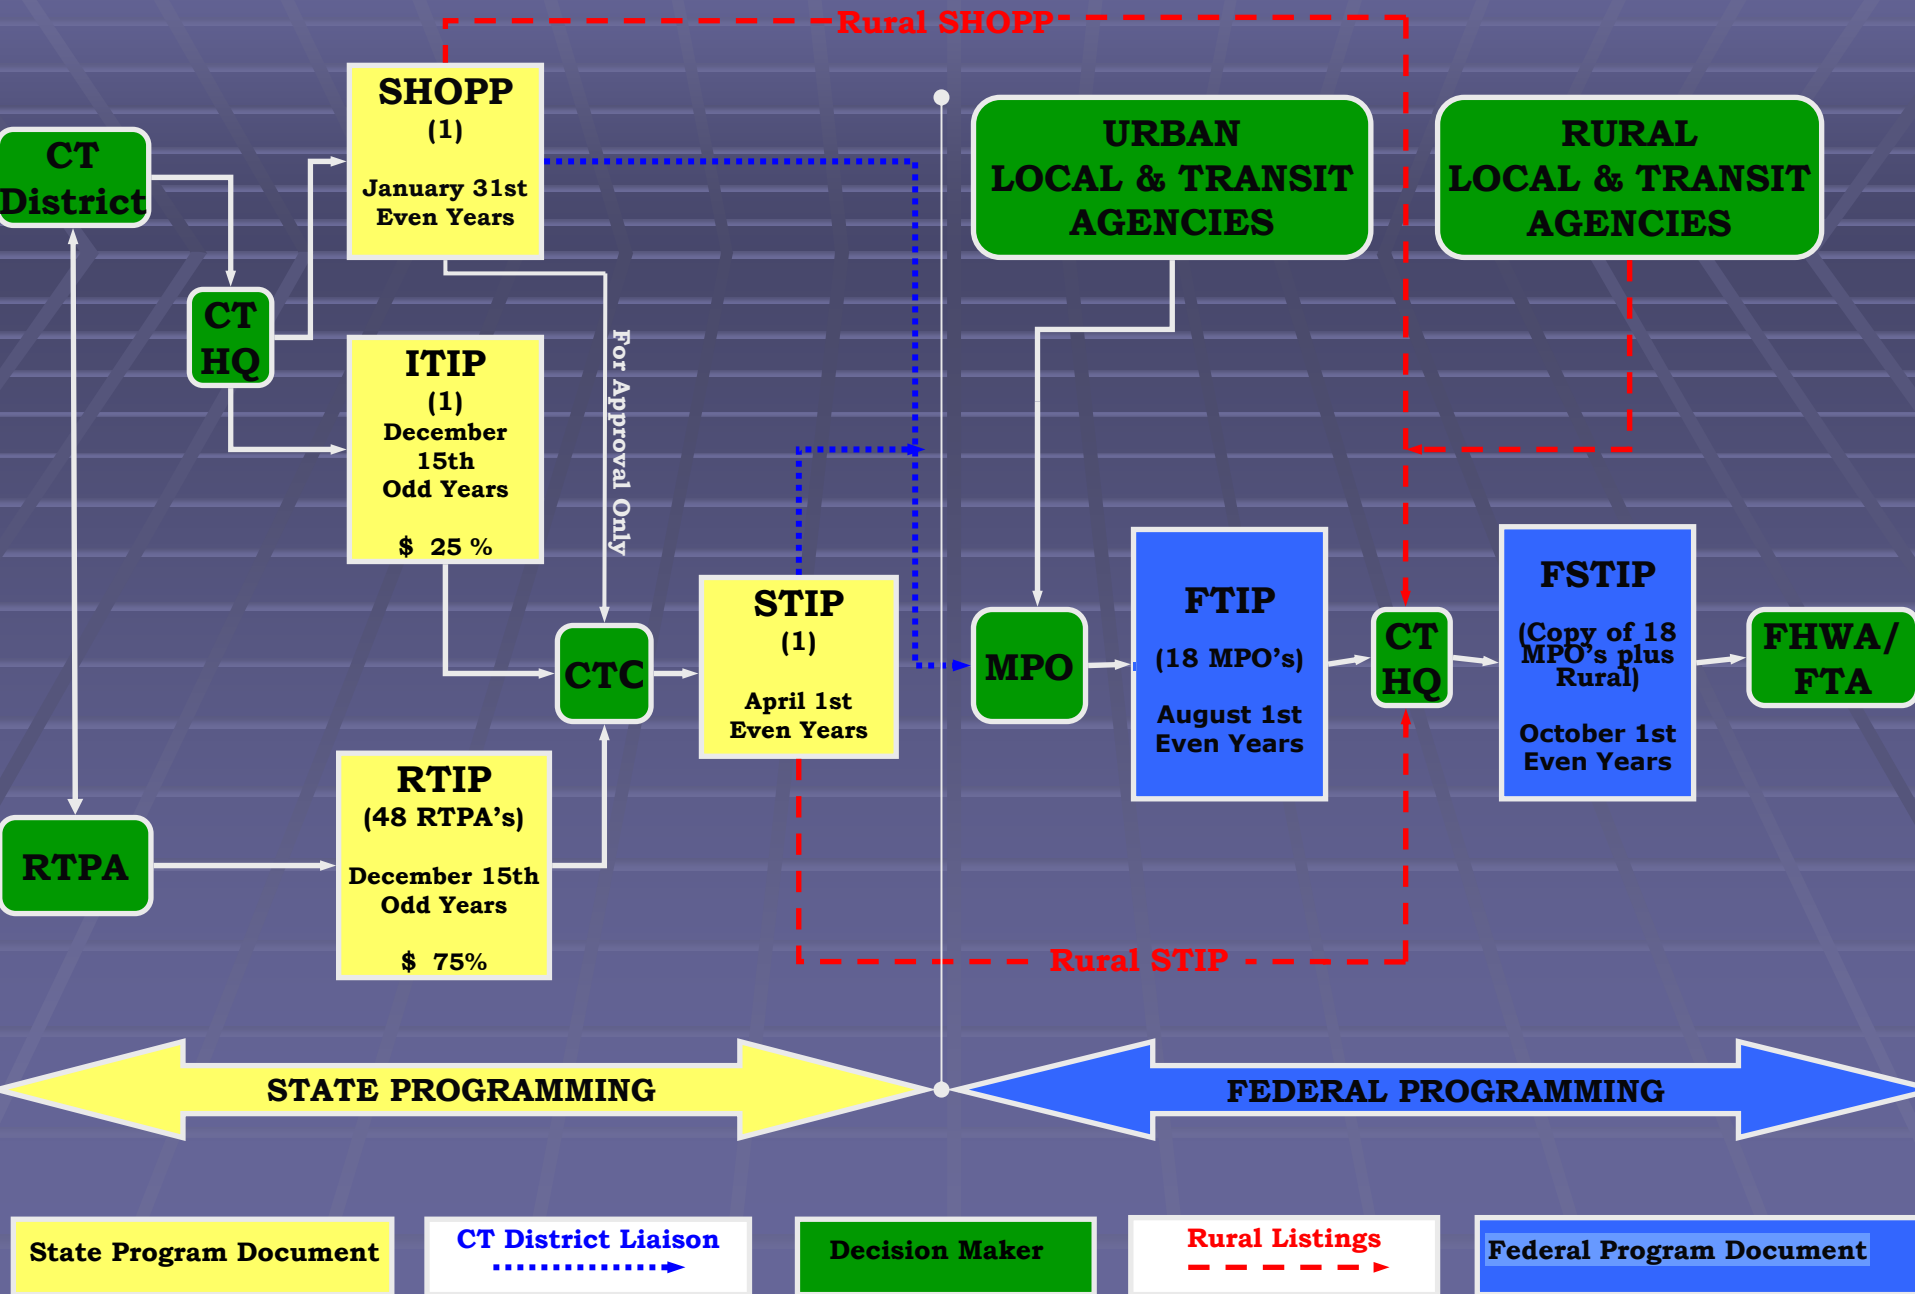 Rural SHOPP
SHOPP
(1)
January 31st
Even Years
CT
District
URBAN
LOCAL & TRANSIT
AGENCIES
RURAL
LOCAL & TRANSIT
AGENCIES
CT
HQ
ITIP
(1)
December
15th
Odd Years
$ 25 %
For Approval Only
CTC
STIP
(1)
April 1st
Even Years
MPO
FTIP
(18 MPO’s)
August 1st
Even Years
CT
HQ
FSTIP
(Copy of 18
MPO’s plus
Rural)
October 1st
Even Years
FHWA/
FTA
RTPA
RTIP
(48 RTPA’s)
December 15th
Odd Years
$ 75%
Rural STIP
STATE PROGRAMMING
FEDERAL PROGRAMMING
State Program Document
CT District Liaison
Decision Maker
Rural Listings
Federal Program Document